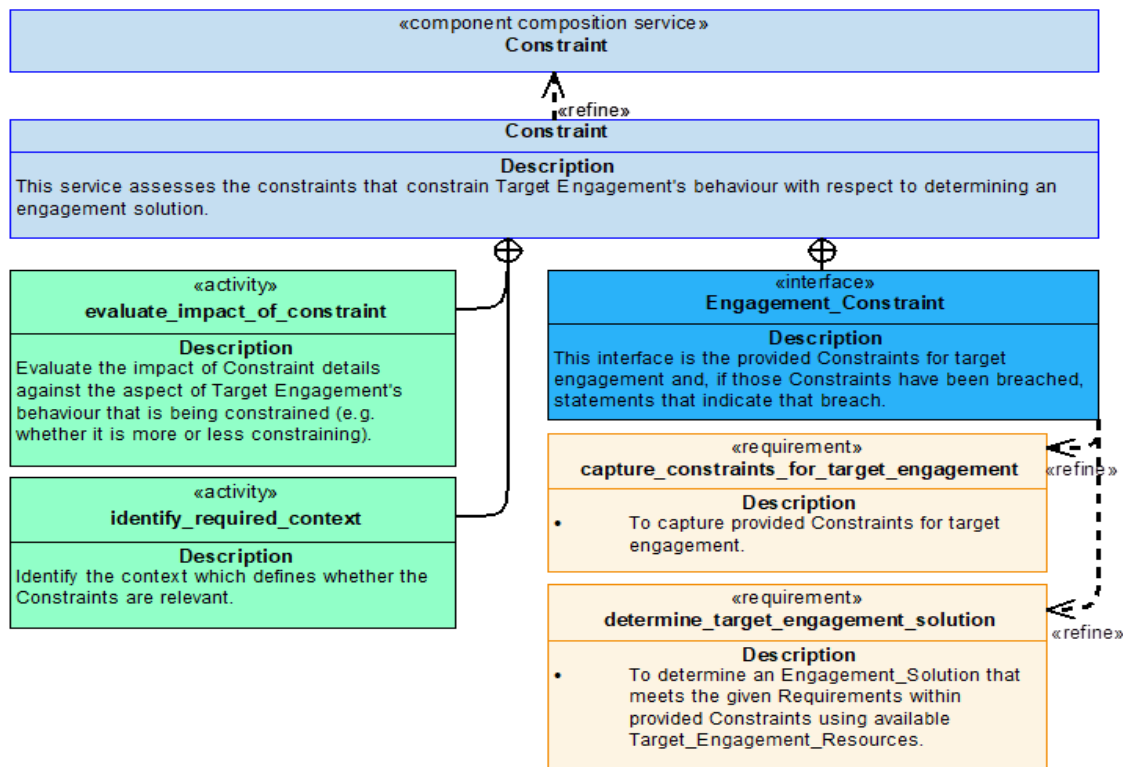 «component composition service»
Constraint
«refine»
Constraint
Description
This service assesses the constraints that constrain Target Engagement's behaviour with respect to determining an
engagement solution.
«activity»
evaluate_impact_of_constraint
Description
Evaluate the impact of Constraint details
against the aspect of Target Engagement's
behaviour that is being constrained (e.g.
whether it is more or less constraining).
«activity»
identify_required_context
Description
Identify the context which defines whether the
Constraints are relevant.
«interface»
Engagement_Constraint
Description
This interface is the provided Constraints for target
engagement and, if those Constraints have been breached,
statements that indicate that breach.
«requirement»
capture_constraints_for_target_engagement
«refine»
Description
• To capture provided Constraints for target
engagement.
«requirement»
determine_target_engagement_solution
«refine»
Description
• To determine an Engagement_Solution that
meets the given Requirements within
provided Constraints using available
Target_Engagement_Resources.